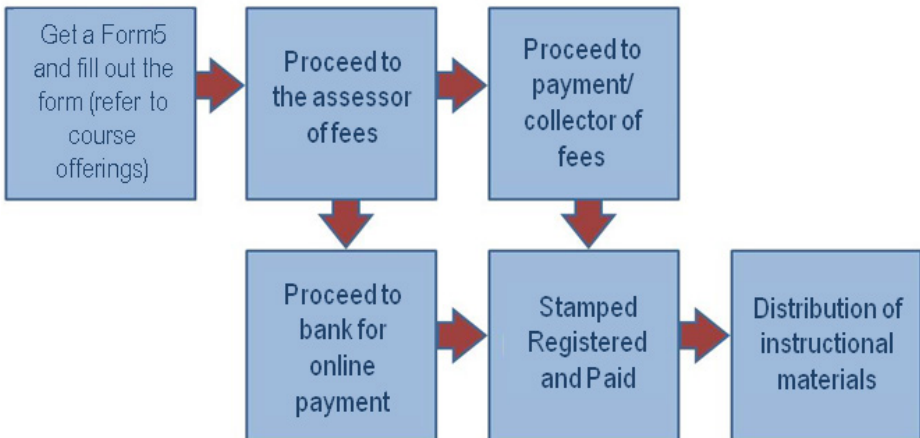 Get a Form5
and fill out the
form (refer to
course
offerings)
Proceed to
the assessor
of fees
Proceed to
payment/
collector of
fees
Proceed to
bank for
online
payment
Stamped
Registered
and Paid
Distribution of
instructional
materials